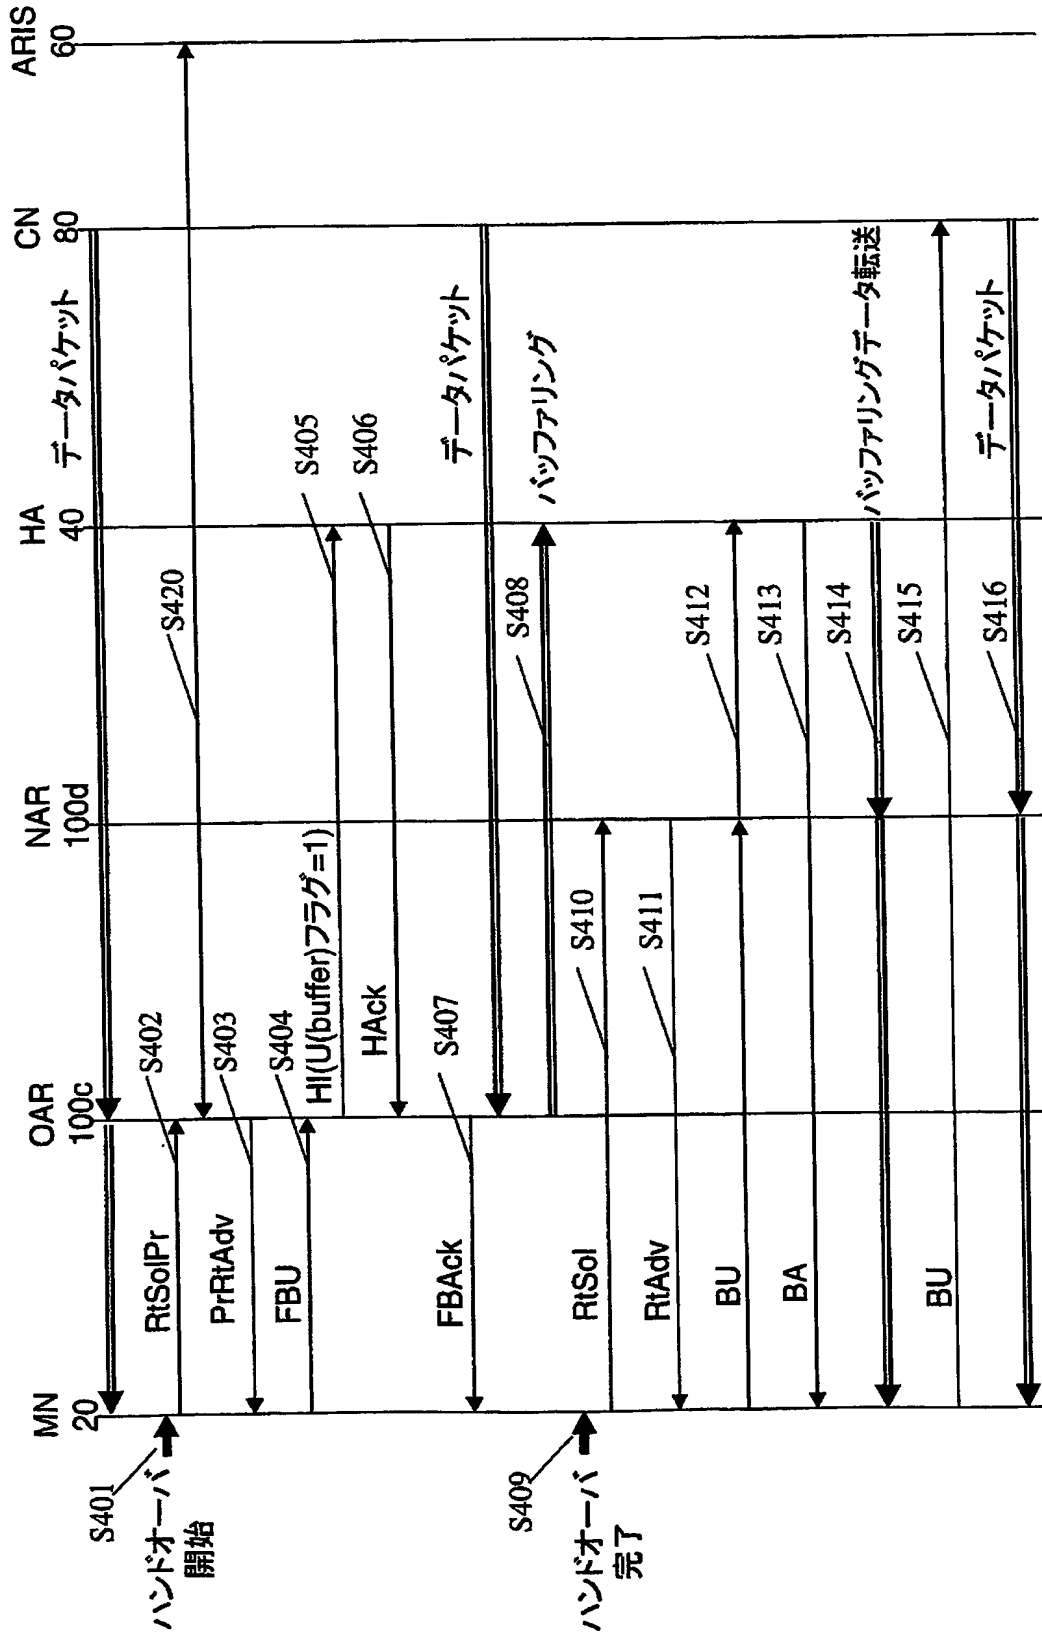 MN
20
OAR
100c
NAR
100d
HA
40
CN
80
ARIS
60
データパケット
S401
ハンドオーバ
開始
RtSolPr
S402
S420
PrRtAdv
S403
FBU
S404
HI(U(buffer)フラグ=1)
S405
HAck
S406
FBAck
S407
データパケット
S408
バッファリング
S409
ハンドオーバ
完了
RtSol
S410
RtAdv
S411
BU
S412
BA
S413
S414
バッファリングデータ転送
BU
S415
S416
データパケット